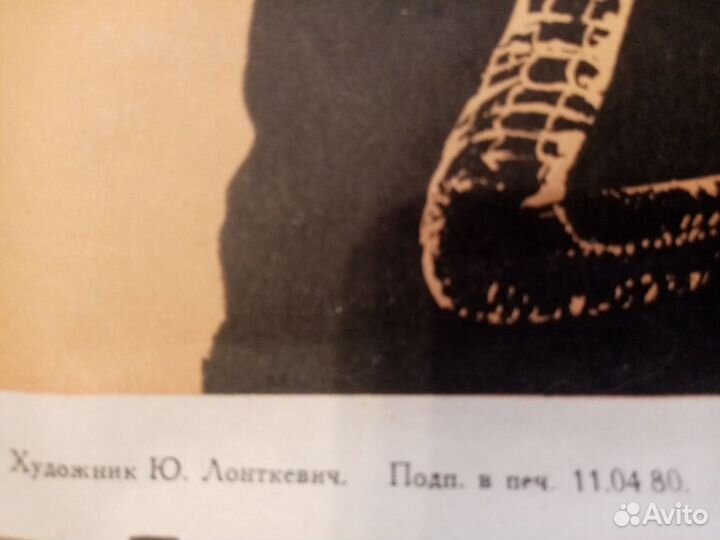 Художник Ю. Лонткевич. Подп. в печ. 11.04 80.
Avito